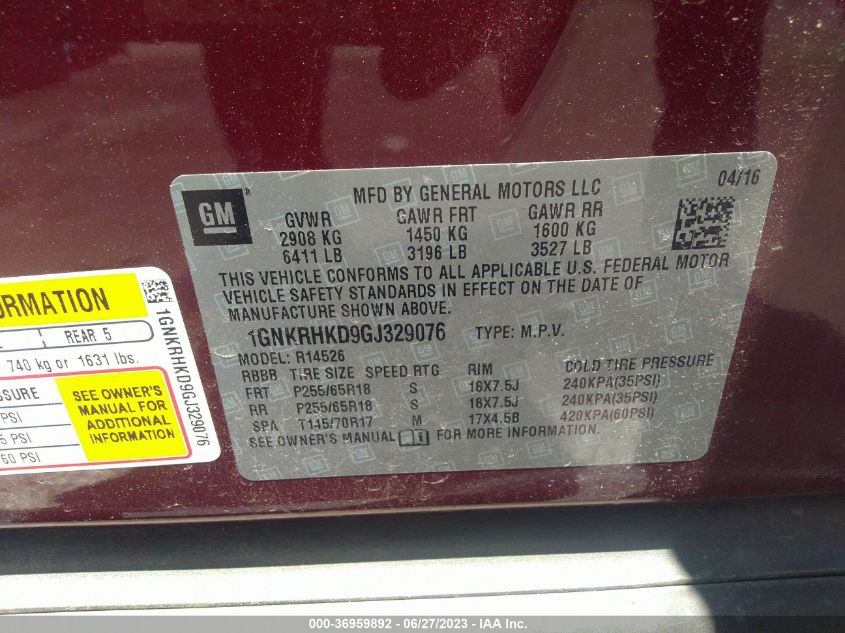 GM
®
MFD BY GENERAL MOTORS LLC
04/16
GVWR GAWR FRT GAWR RR
2908 KG 1450 KG 1600 KG
6411 LB 3196 LB 3527 LB
THIS VEHICLE CONFORMS TO ALL APPLICABLE U.S. FEDERAL MOTOR
VEHICLE SAFETY STANDARDS IN EFFECT ON THE DATE OF
MANUFACTURE SHOWN ABOVE.
1GNKRHKD9GJ329076 TYPE: M.P.V.
MODEL: R14526
RBBB TIRE SIZE SPEED RTG RIM COLD TIRE PRESSURE
FRT P255/65R18 S 18X7.5J 240KPA(35PSI)
RR P255/65R18 S 18X7.5J 240KPA(35PSI)
SPA T145/70R17 M 17X4.5B 420KPA(60PSI)
SEE OWNER'S MANUAL FOR MORE INFORMATION.
ORMATION
REAR 5
740 kg or 1631 lbs.
SSURE
PSI
5 PSI
60 PSI
SEE OWNER'S
MANUAL FOR
ADDITIONAL
INFORMATION
1GNKRHKD9GJ329076
000-36959892 - 06/27/2023 - IAA Inc.